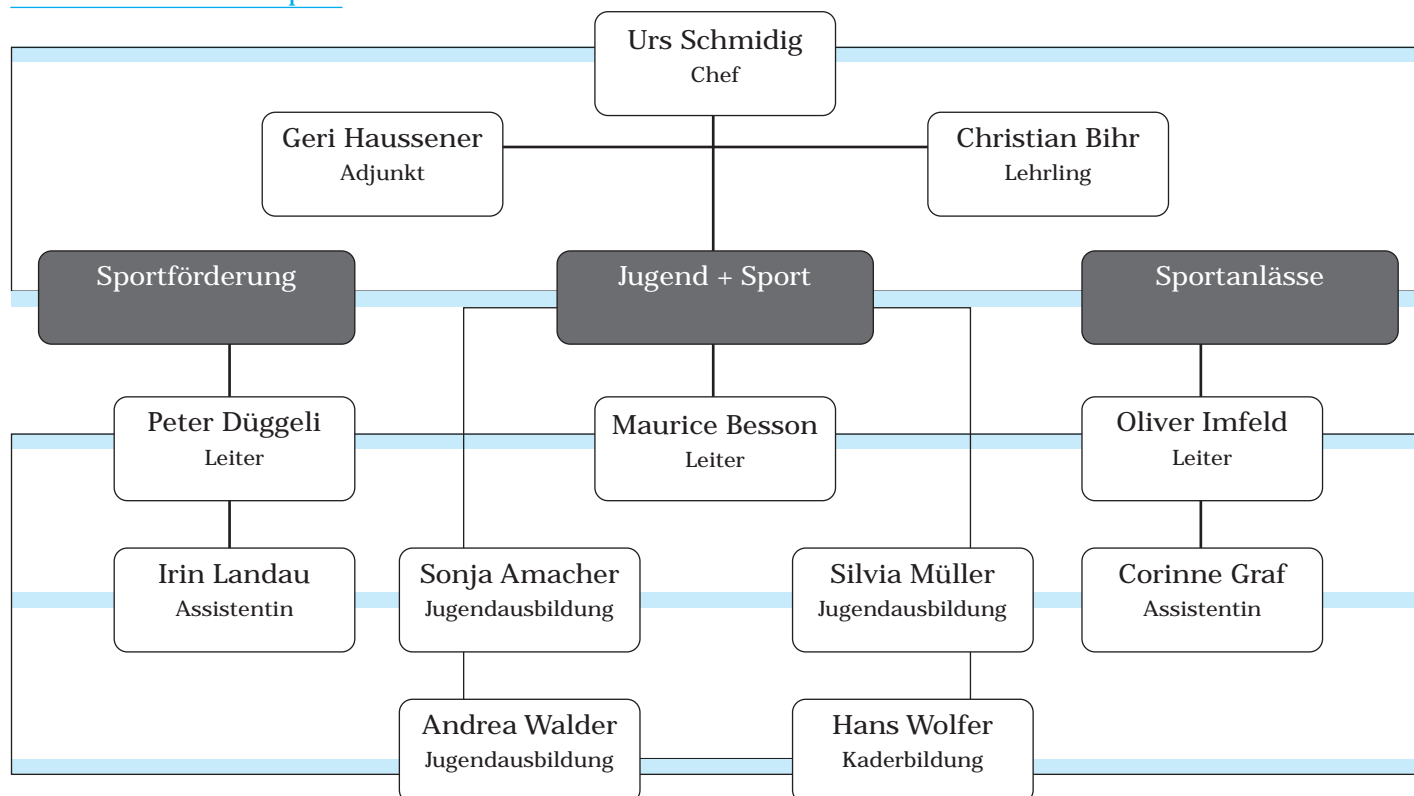 Urs Schmidig
Chef
Geri Haussener
Adjunkt
Christian Bihr
Lehrling
Sportförderung
Jugend + Sport
Sportanlässe
Peter Düggeli
Leiter
Maurice Besson
Leiter
Oliver Imfeld
Leiter
Irin Landau
Assistentin
Sonja Amacher
Jugendausbildung
Silvia Müller
Jugendausbildung
Corinne Graf
Assistentin
Andrea Walder
Jugendausbildung
Hans Wolfer
Kaderbildung